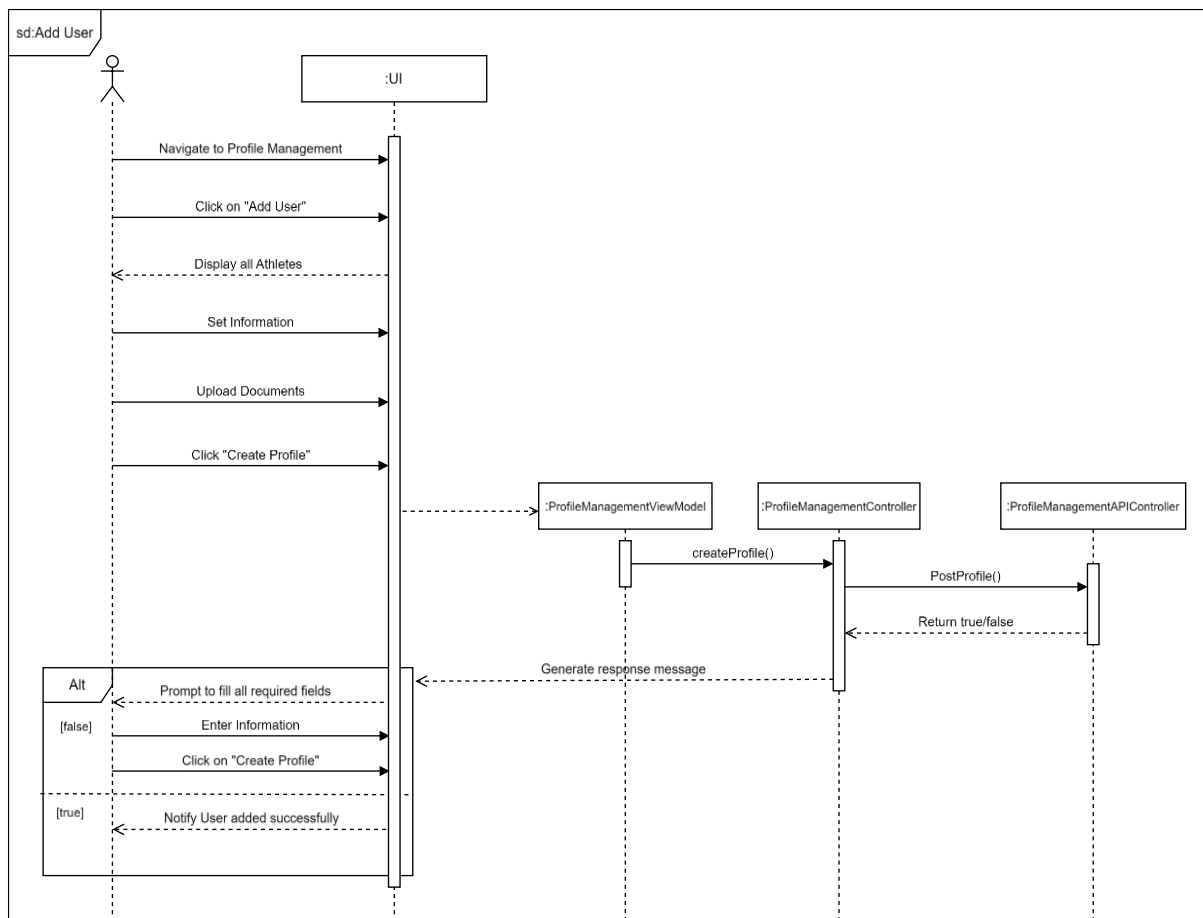 sd:Add User
:UI
Navigate to Profile Management
Click on "Add User"
Display all Athletes
Set Information
Upload Documents
Click "Create Profile"
:ProfileManagementViewModel
:ProfileManagementController
:ProfileManagementAPIController
createProfile()
PostProfile()
Return true/false
Generate response message
Alt
Prompt to fill all required fields
[false]
Enter Information
Click on "Create Profile"
[true]
Notify User added successfully